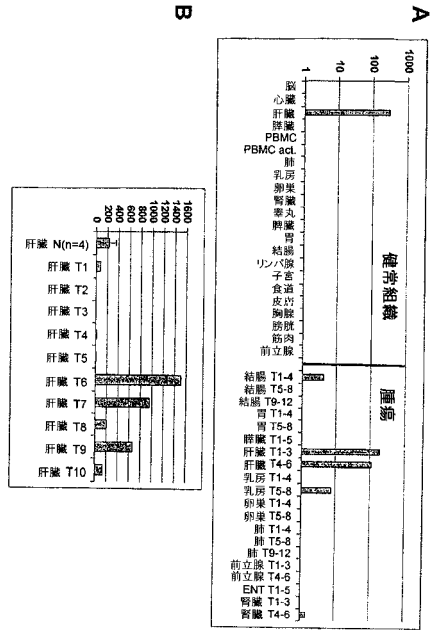 A
1000
100
10
1
健常組織
腫瘍
脳
心臓
肝臓
膵臓
PBMC
PBMC act.
肺
乳房
卵巣
腎臓
睾丸
脾臓
胃
結腸
リンパ腺
子宮
食道
皮膚
胸腺
膀胱
筋肉
前立腺
結腸 T1-4
結腸 T5-8
結腸 T9-12
胃 T1-4
胃 T5-8
膵臓 T1-5
肝臓 T1-3
肝臓 T4-6
乳房 T1-4
乳房 T5-8
卵巣 T1-4
卵巣 T5-8
肺 T1-4
肺 T5-8
肺 T9-12
前立腺 T1-3
前立腺 T4-6
ENT T1-5
腎臓 T1-3
腎臓 T4-6
B
1600
1400
1200
1000
800
600
400
200
0
肝臓 N(n=4)
肝臓 T1
肝臓 T2
肝臓 T3
肝臓 T4
肝臓 T5
肝臓 T6
肝臓 T7
肝臓 T8
肝臓 T9
肝臓 T10